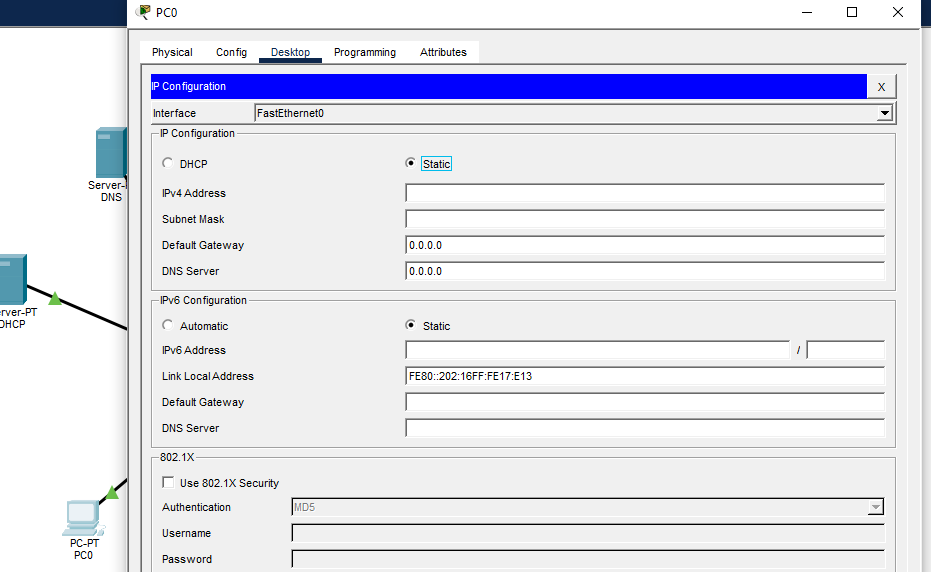 PC0
Physical Config Desktop Programming Attributes
IP Configuration X
Interface FastEthernet0
IP Configuration
DHCP Static
IPv4 Address
Subnet Mask
Default Gateway 0.0.0.0
DNS Server 0.0.0.0
IPv6 Configuration
Automatic Static
IPv6 Address /
Link Local Address FE80::202:16FF:FE17:E13
Default Gateway
DNS Server
802.1X
Use 802.1X Security
Authentication MD5
Username
Password
Server-
DNS
erver-PT
DHCP
PC-PT
PC0